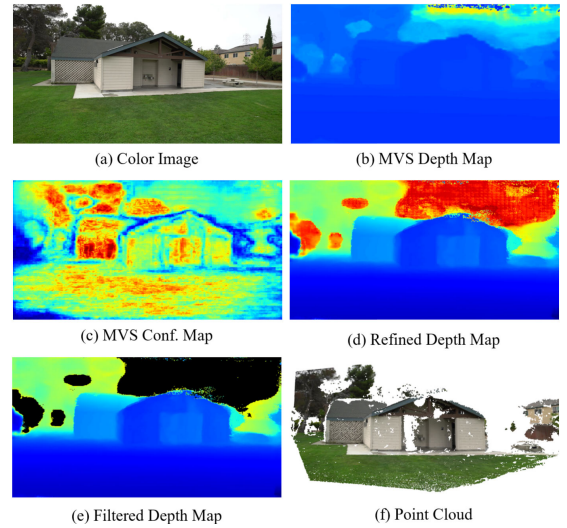 (a) Color Image
(b) MVS Depth Map
(c) MVS Conf. Map
(d) Refined Depth Map
(e) Filtered Depth Map
(f) Point Cloud